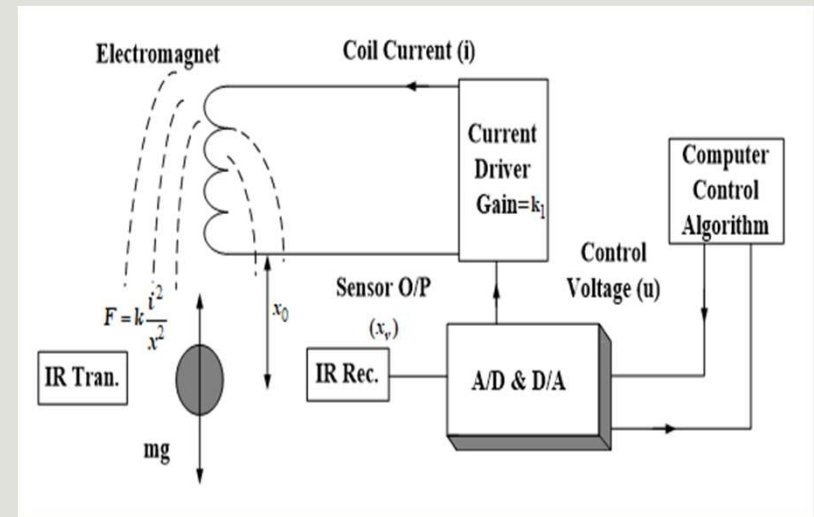 Electromagnet
Coil Current (i)
Current
Driver
Gain=k₁
Computer
Control
Algorithm
Control
Voltage (u)
Sensor O/P
(xᵥ)
x₀
F = k i²/x²
IR Tran.
IR Rec.
A/D & D/A
mg